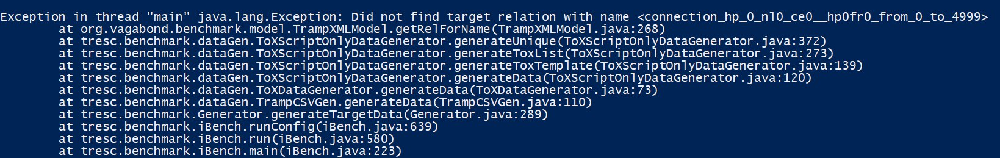 Exception in thread "main" java.lang.Exception: Did not find target relation with name <connection_hp_0_nl0_ce0__hp0fr0_from_0_to_4999>
        at org.vagabond.benchmark.model.TrampXMLModel.getRelForName(TrampXMLModel.java:268)
        at tresc.benchmark.dataGen.ToXScriptOnlyDataGenerator.generateUnique(ToXScriptOnlyDataGenerator.java:372)
        at tresc.benchmark.dataGen.ToXScriptOnlyDataGenerator.generateToxList(ToXScriptOnlyDataGenerator.java:273)
        at tresc.benchmark.dataGen.ToXScriptOnlyDataGenerator.generateToxTemplate(ToXScriptOnlyDataGenerator.java:139)
        at tresc.benchmark.dataGen.ToXScriptOnlyDataGenerator.generateData(ToXScriptOnlyDataGenerator.java:120)
        at tresc.benchmark.dataGen.ToXDataGenerator.generateData(ToXDataGenerator.java:73)
        at tresc.benchmark.dataGen.TrampCSVGen.generateData(TrampCSVGen.java:110)
        at tresc.benchmark.Generator.generateTargetData(Generator.java:289)
        at tresc.benchmark.iBench.runConfig(iBench.java:639)
        at tresc.benchmark.iBench.run(iBench.java:580)
        at tresc.benchmark.iBench.main(iBench.java:223)